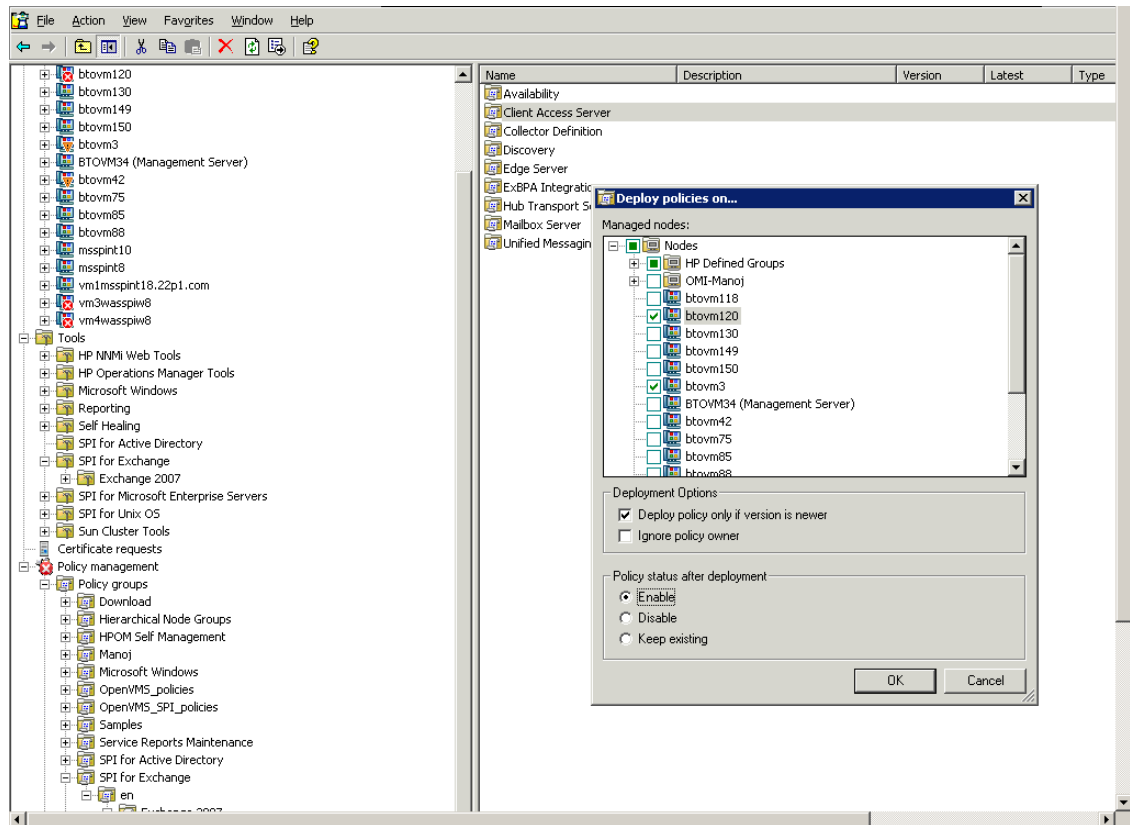 File Action View Favorites Window Help
btovm120
btovm130
btovm149
btovm150
btovm3
BTOVM34 (Management Server)
btovm42
btovm75
btovm85
btovm88
msspint10
msspint8
vm1msspint18.22p1.com
vm3wasspiw8
vm4wasspiw8
Tools
HP NNMi Web Tools
HP Operations Manager Tools
Microsoft Windows
Reporting
Self Healing
SPI for Active Directory
SPI for Exchange
Exchange 2007
SPI for Microsoft Enterprise Servers
SPI for Unix OS
Sun Cluster Tools
Certificate requests
Policy management
Policy groups
Download
Hierarchical Node Groups
HPOM Self Management
Manoj
Microsoft Windows
OpenVMS_policies
OpenVMS_SPI_policies
Samples
Service Reports Maintenance
SPI for Active Directory
SPI for Exchange
en
Exchange 2007
Name Description Version Latest Type
Availability
Client Access Server
Collector Definition
Discovery
Edge Server
ExBPA Integratio
Hub Transport S
Mailbox Server
Unified Messagin
Deploy policies on...
Managed nodes:
Nodes
HP Defined Groups
OMI-Manoj
btovm118
btovm120
btovm130
btovm149
btovm150
btovm3
BTOVM34 (Management Server)
btovm42
btovm75
btovm85
btovm88
Deployment Options
Deploy policy only if version is newer
Ignore policy owner
Policy status after deployment
Enable
Disable
Keep existing
OK Cancel